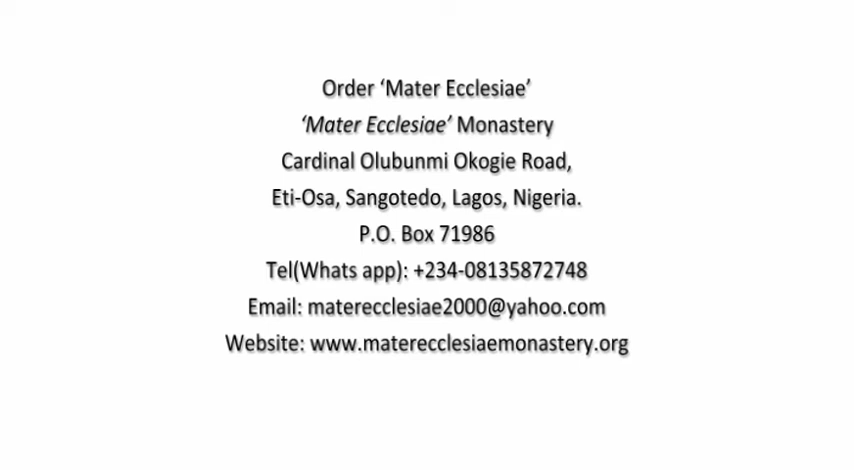 Order ‘Mater Ecclesiae’
‘Mater Ecclesiae’ Monastery
Cardinal Olubunmi Okogie Road,
Eti-Osa, Sangotedo, Lagos, Nigeria.
P.O. Box 71986
Tel(Whats app): +234-08135872748
Email: materecclesiae2000@yahoo.com
Website: www.materecclesiaemonastery.org